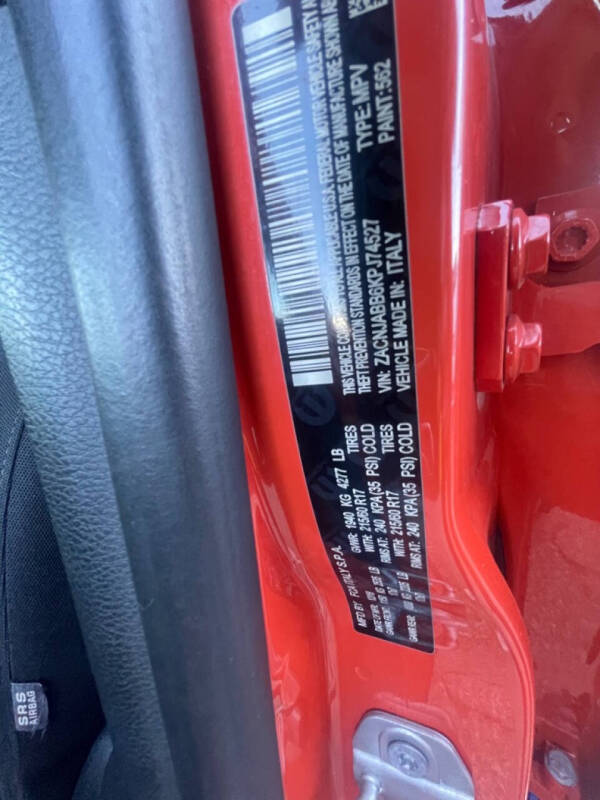 MFD BY FCA ITALY S.P.A.
GVWR: 1940 KG 4277 LB
WITH: 215/60 R17 TIRES
RIMS AT: 240 KPA(35 PSI) COLD
WITH: 215/60 R17 TIRES
RIMS AT: 240 KPA(35 PSI) COLD
THIS VEHICLE TO ALL APPLICABLE U.S.A. FEDERAL MOTOR VEHICLE SAFETY
THEFT PREVENTION STANDARDS IN EFFECT ON THE DATE OF MANUFACTURE SHOWN
VIN: ZACNJABB6KPJ74527 TYPE: MPV
VEHICLE MADE IN: ITALY PAINT: 562
SRS
AIRBAG